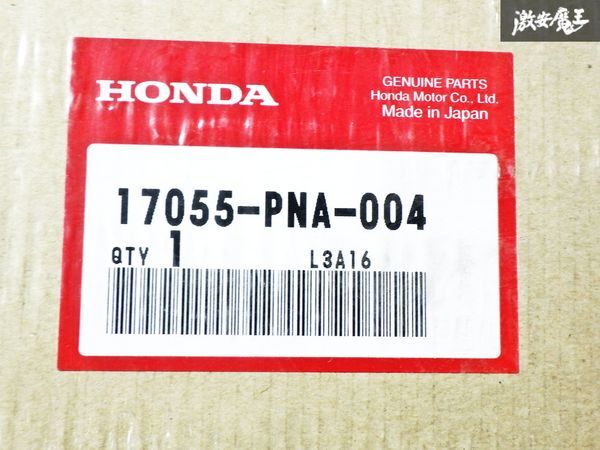 激安魔王
HONDA
GENUINE PARTS
Honda Motor Co., Ltd.
Made in Japan
17055-PNA-004
QTY 1 L3A16